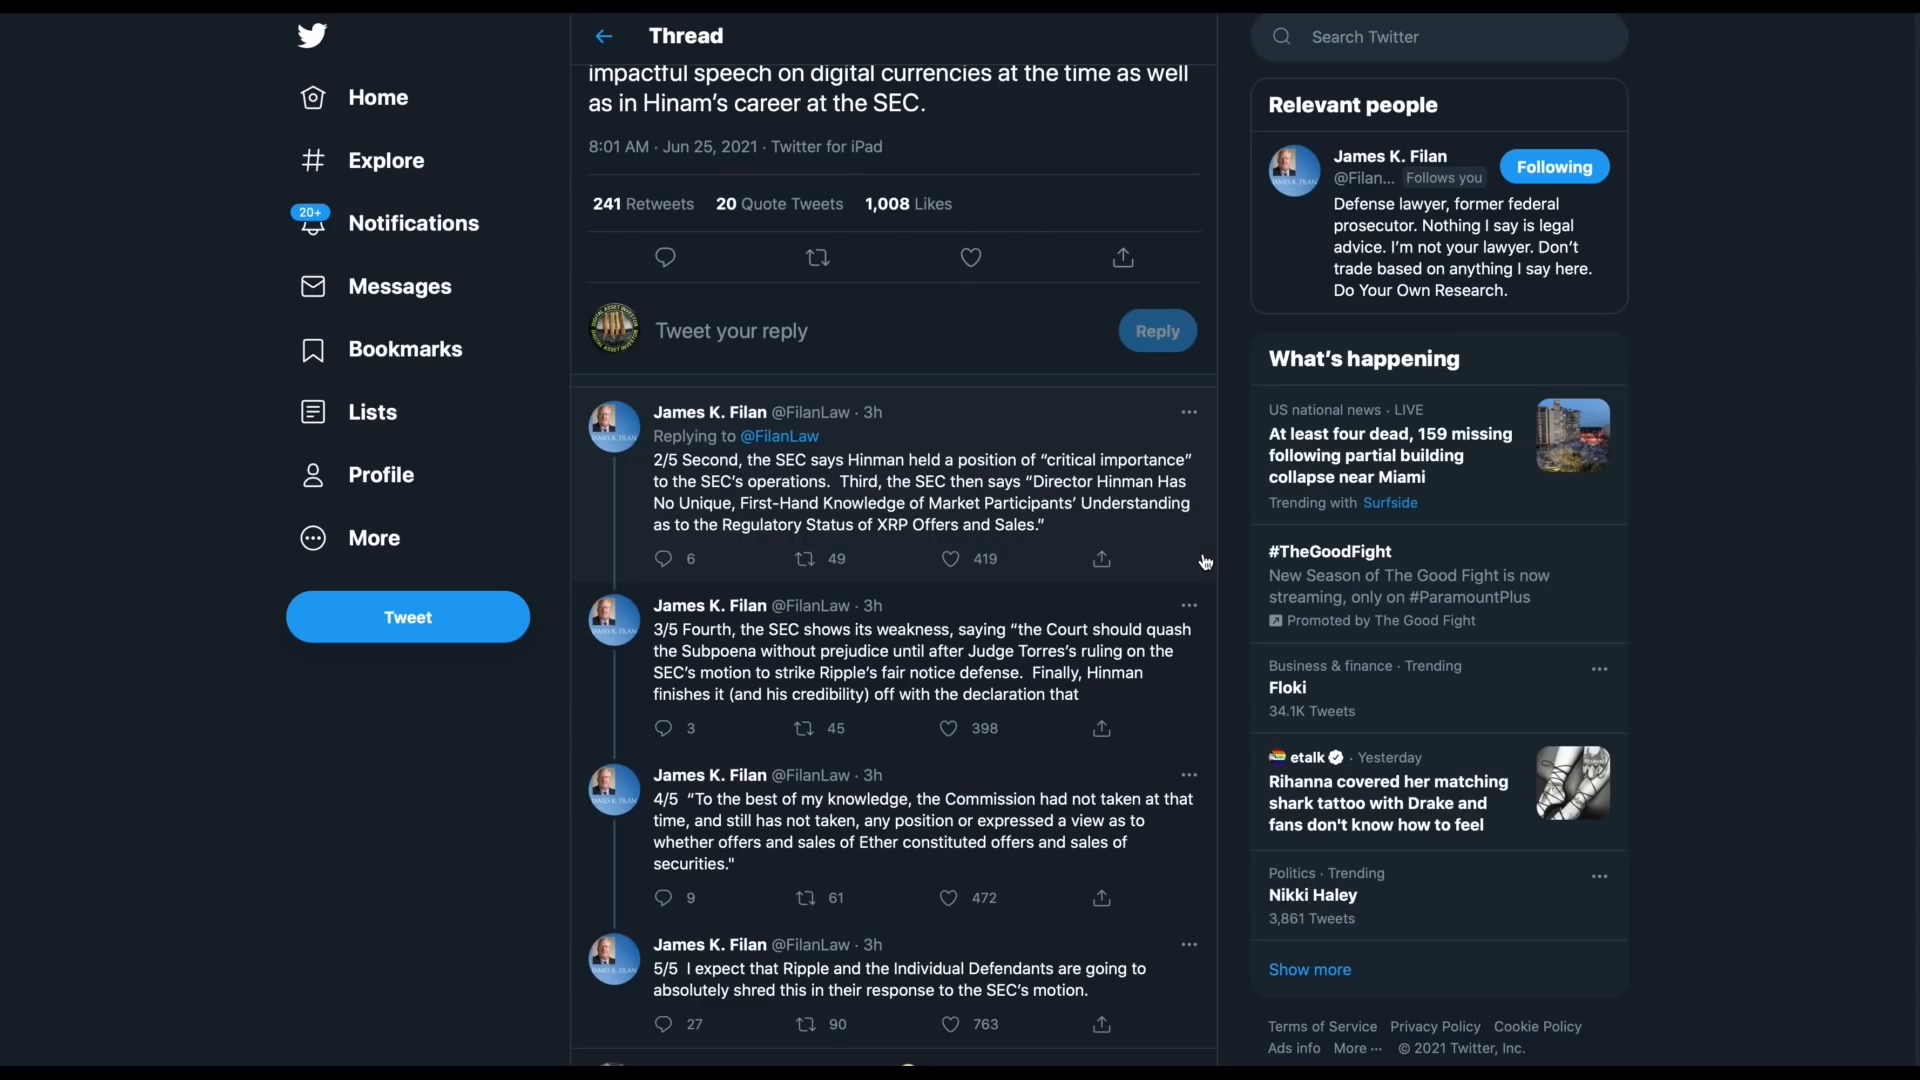 Home
Explore
20+
Notifications
Messages
Bookmarks
Lists
Profile
More
Tweet
Thread
impactful speech on digital currencies at the time as well
as in Hinam’s career at the SEC.
8:01 AM · Jun 25, 2021 · Twitter for iPad
241 Retweets 20 Quote Tweets 1,008 Likes
Tweet your reply
Reply
James K. Filan @FilanLaw · 3h
Replying to @FilanLaw
2/5 Second, the SEC says Hinman held a position of “critical importance”
to the SEC’s operations. Third, the SEC then says “Director Hinman Has
No Unique, First-Hand Knowledge of Market Participants’ Understanding
as to the Regulatory Status of XRP Offers and Sales.”
6 49 419
James K. Filan @FilanLaw · 3h
3/5 Fourth, the SEC shows its weakness, saying “the Court should quash
the Subpoena without prejudice until after Judge Torres’s ruling on the
SEC’s motion to strike Ripple’s fair notice defense. Finally, Hinman
finishes it (and his credibility) off with the declaration that
3 45 398
James K. Filan @FilanLaw · 3h
4/5 “To the best of my knowledge, the Commission had not taken at that
time, and still has not taken, any position or expressed a view as to
whether offers and sales of Ether constituted offers and sales of
securities."
9 61 472
James K. Filan @FilanLaw · 3h
5/5 I expect that Ripple and the Individual Defendants are going to
absolutely shred this in their response to the SEC’s motion.
27 90 763
Search Twitter
Relevant people
James K. Filan
@Filan... Follows you
Following
Defense lawyer, former federal
prosecutor. Nothing I say is legal
advice. I’m not your lawyer. Don’t
trade based on anything I say here.
Do Your Own Research.
What’s happening
US national news · LIVE
At least four dead, 159 missing
following partial building
collapse near Miami
Trending with Surfside
#TheGoodFight
New Season of The Good Fight is now
streaming, only on #ParamountPlus
Promoted by The Good Fight
Business & finance · Trending
Floki
34.1K Tweets
etalk · Yesterday
Rihanna covered her matching
shark tattoo with Drake and
fans don't know how to feel
Politics · Trending
Nikki Haley
3,861 Tweets
Show more
Terms of Service Privacy Policy Cookie Policy
Ads info More ··· © 2021 Twitter, Inc.